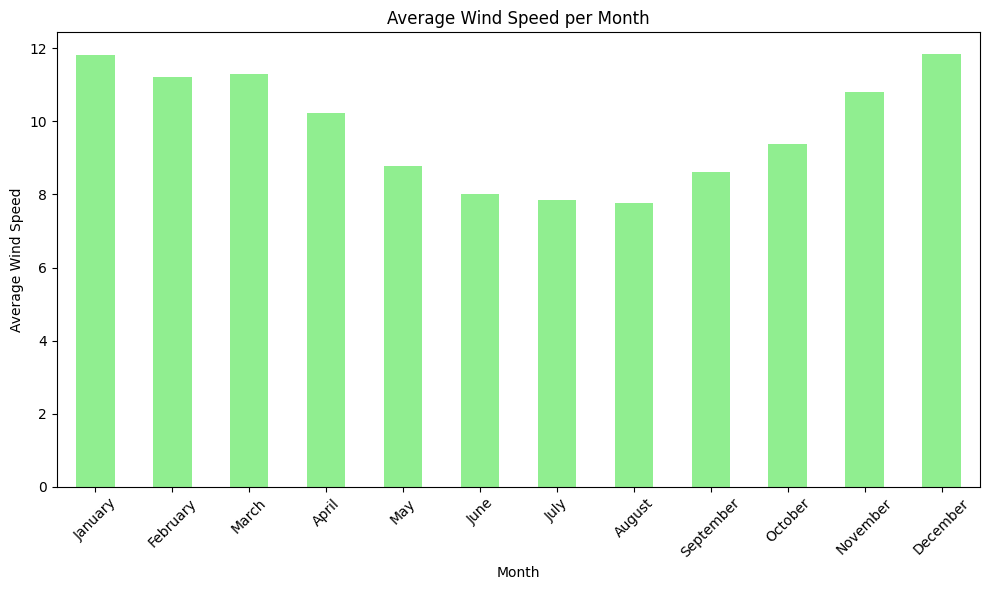 Average Wind Speed per Month
Average Wind Speed
12
10
8
6
4
2
0
January
February
March
April
May
June
July
August
September
October
November
December
Month